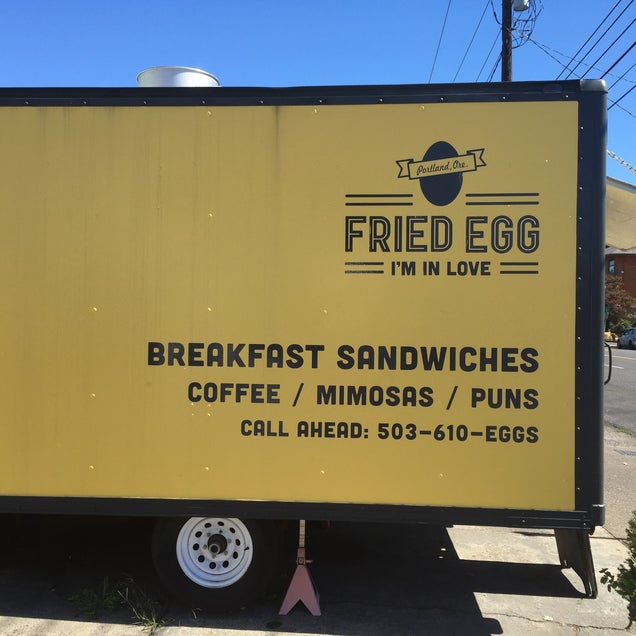 Portland, Ore.
FRIED EGG
I'M IN LOVE
BREAKFAST SANDWICHES
COFFEE / MIMOSAS / PUNS
CALL AHEAD: 503-610-EGGS